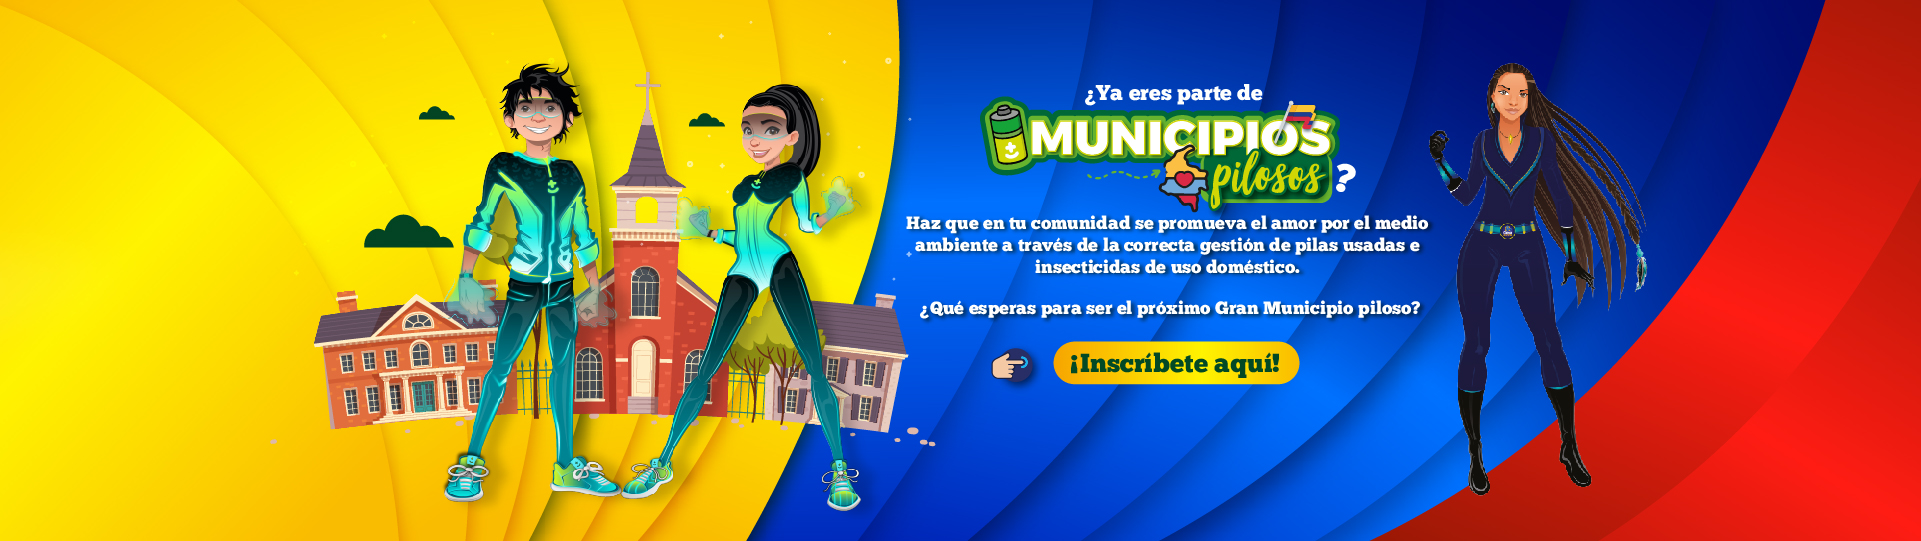 ¿Ya eres parte de
MUNICIPIOS
pilosos?
Haz que en tu comunidad se promueva el amor por el medio
ambiente a través de la correcta gestión de pilas usadas e
insecticidas de uso doméstico.
¿Qué esperas para ser el próximo Gran Municipio piloso?
¡Inscríbete aquí!